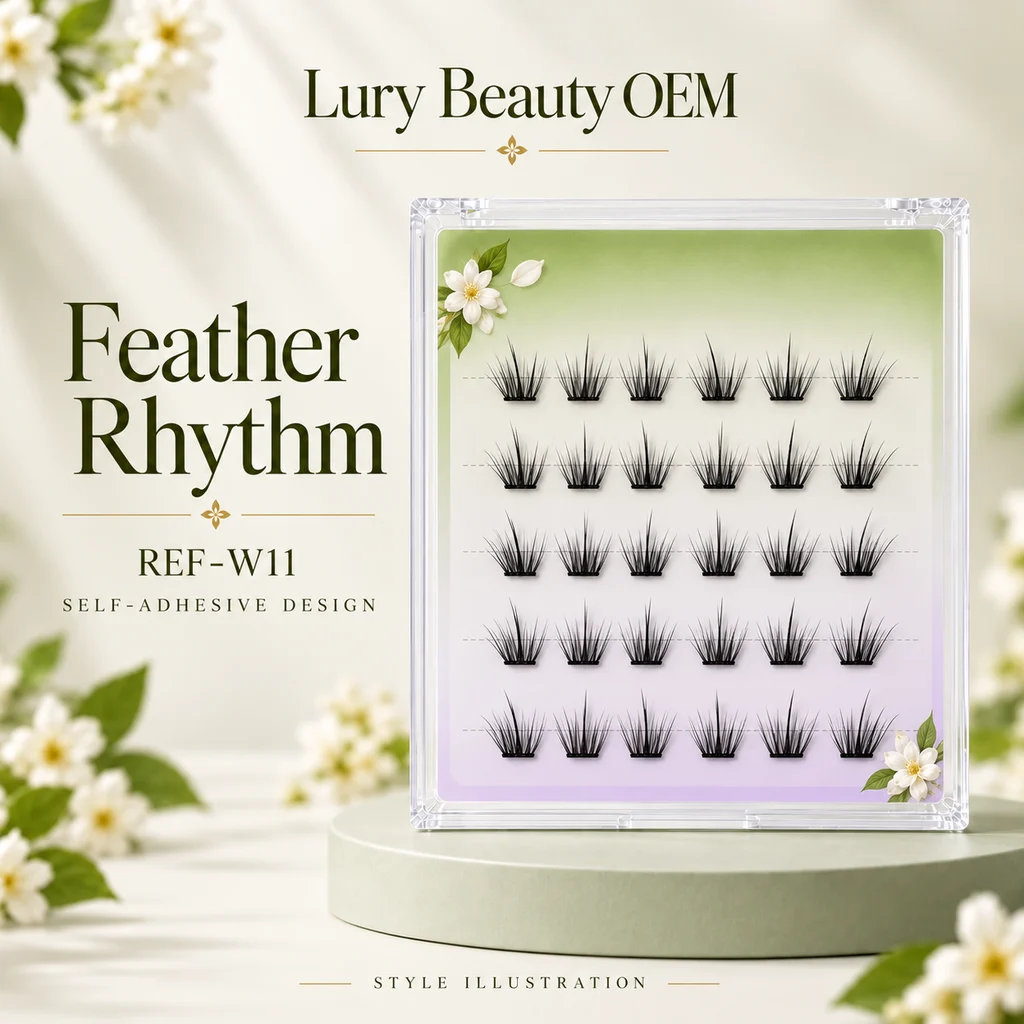 Lury Beauty OEM
Feather
Rhythm
REF-W11
SELF-ADHESIVE DESIGN
STYLE ILLUSTRATION